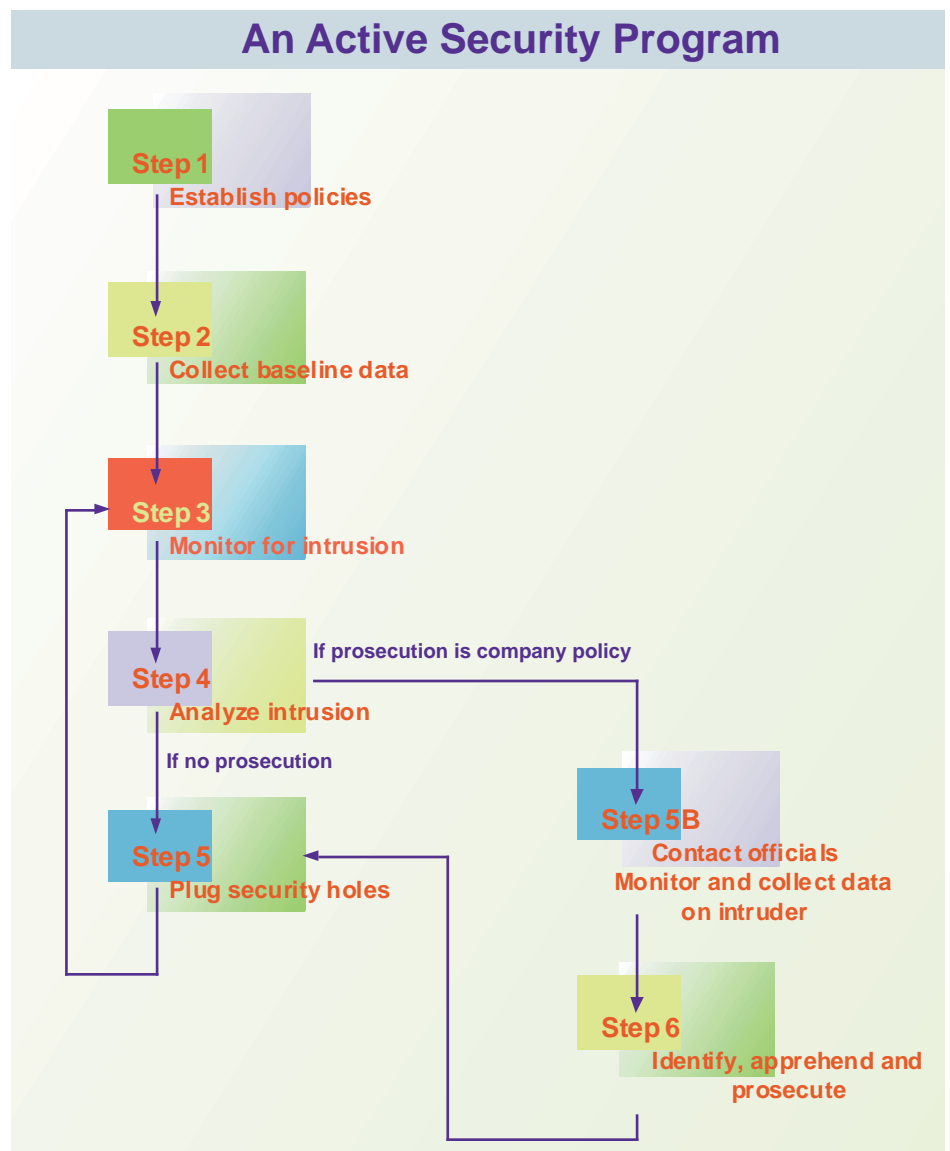 An Active Security Program
Step 1
Establish policies
Step 2
Collect baseline data
Step 3
Monitor for intrusion
If prosecution is company policy
Step 4
Analyze intrusion
If no prosecution
Step 5
Plug security holes
Step 5B
Contact officials
Monitor and collect data
on intruder
Step 6
Identify, apprehend and
prosecute